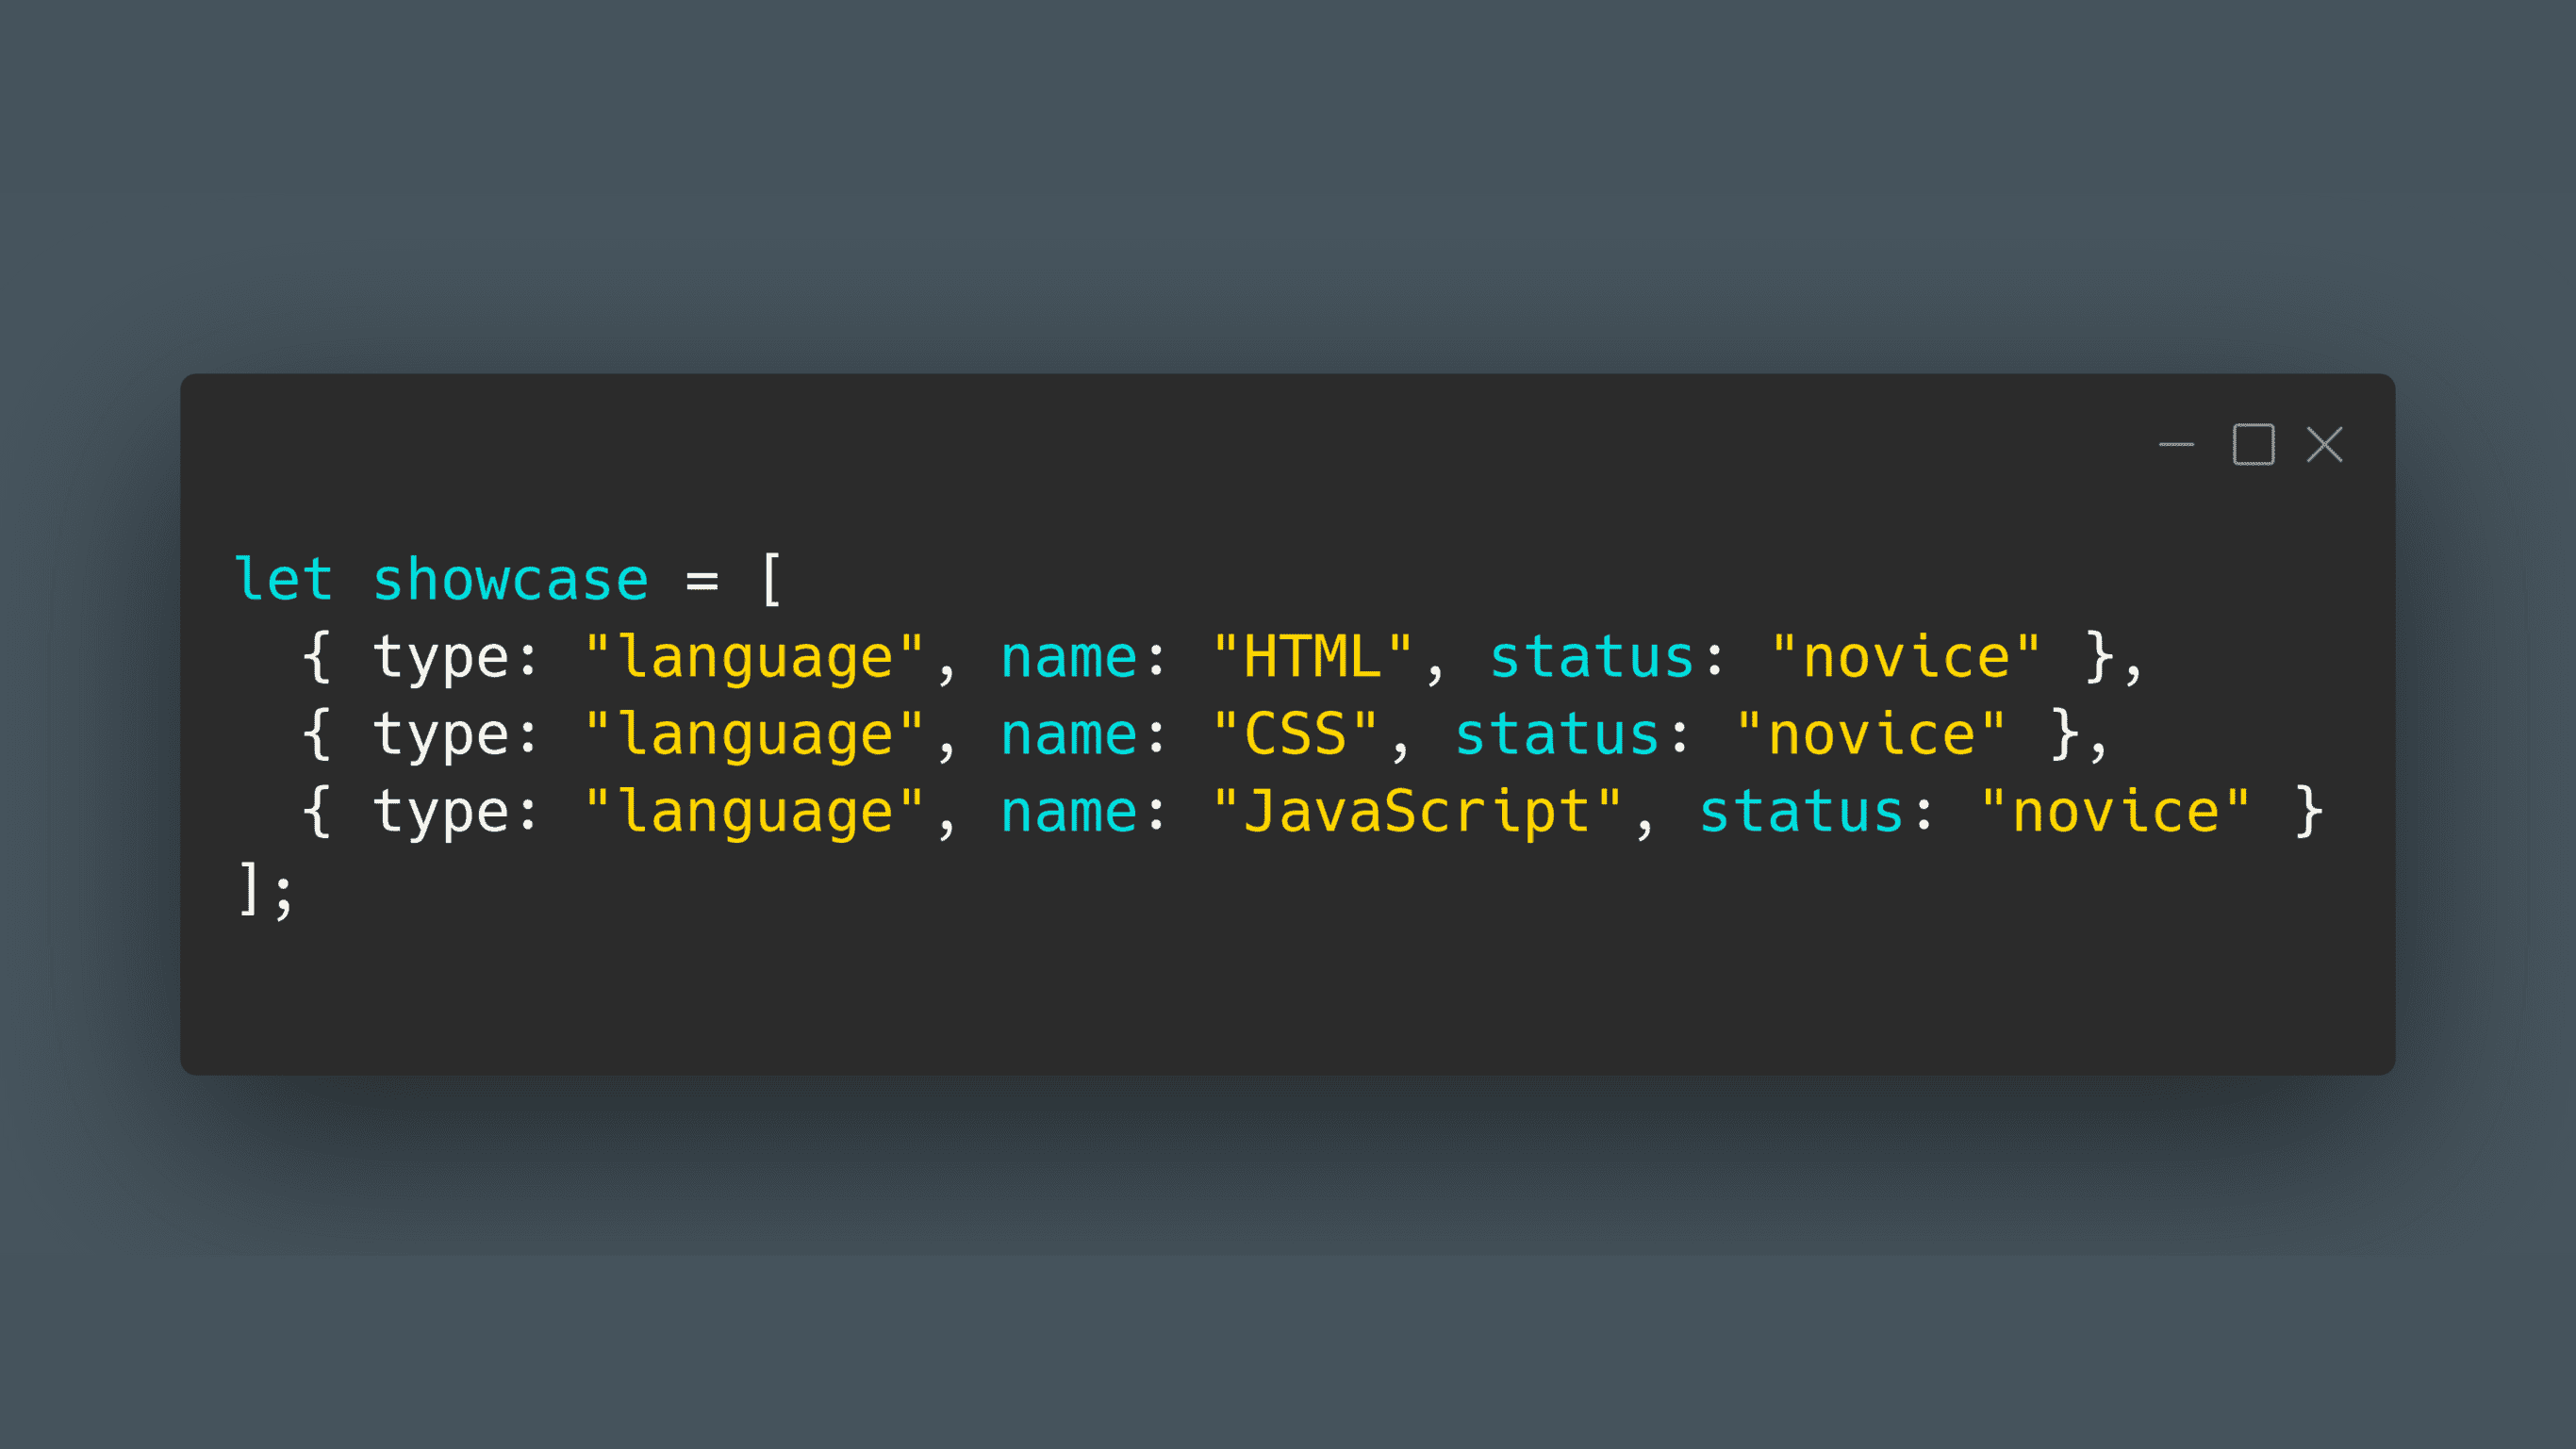 let showcase = [
  { type: "language", name: "HTML", status: "novice" },
  { type: "language", name: "CSS", status: "novice" },
  { type: "language", name: "JavaScript", status: "novice" }
];